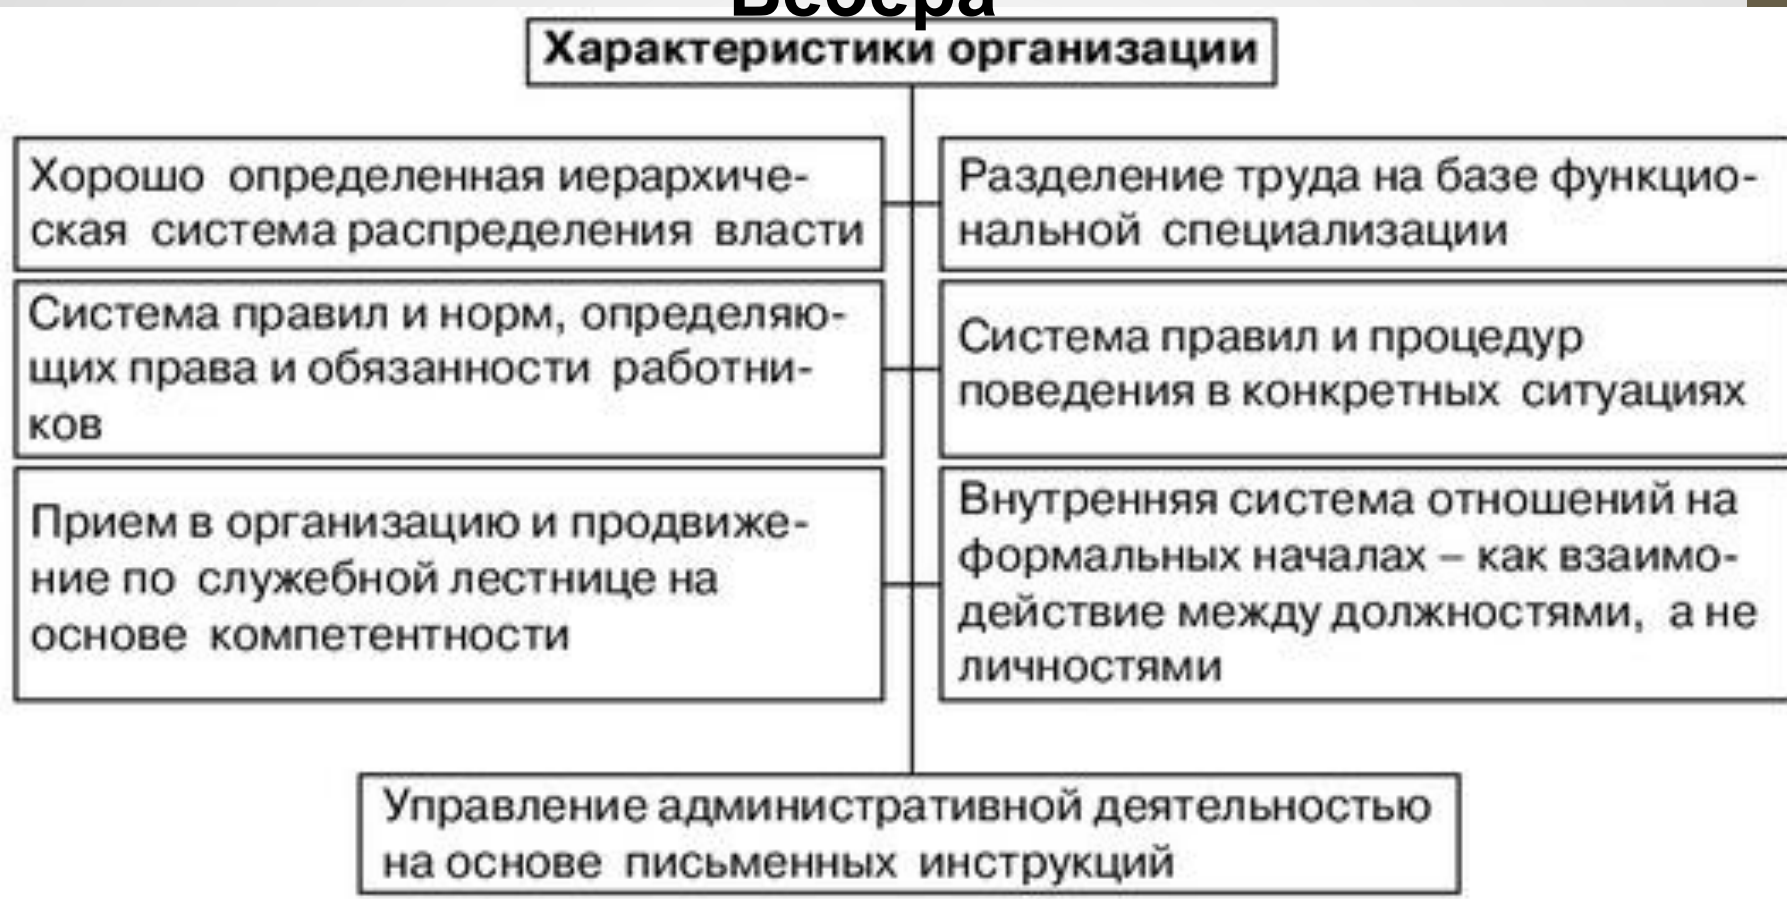 Вебера
Характеристики организации
Хорошо определенная иерархиче-
ская система распределения власти
Разделение труда на базе функцио-
нальной специализации
Система правил и норм, определяю-
щих права и обязанности работни-
ков
Система правил и процедур
поведения в конкретных ситуациях
Прием в организацию и продвиже-
ние по служебной лестнице на
основе компетентности
Внутренняя система отношений на
формальных началах – как взаимо-
действие между должностями, а не
личностями
Управление административной деятельностью
на основе письменных инструкций